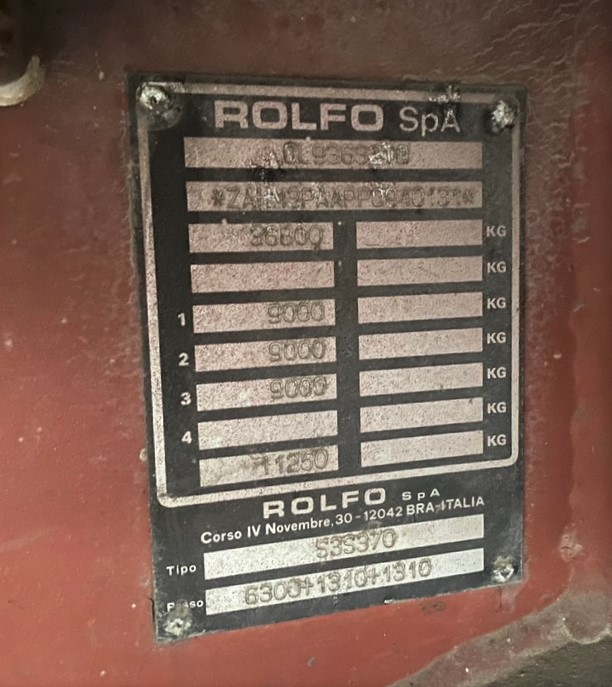 ROLFO SpA
36600 KG
KG
1 9000 KG
2 9000 KG
3 9000 KG
4 KG
11250 KG
ROLFO SpA
Corso IV Novembre, 30 - 12042 BRA-ITALIA
Tipo S3S370
6300+1310+1310